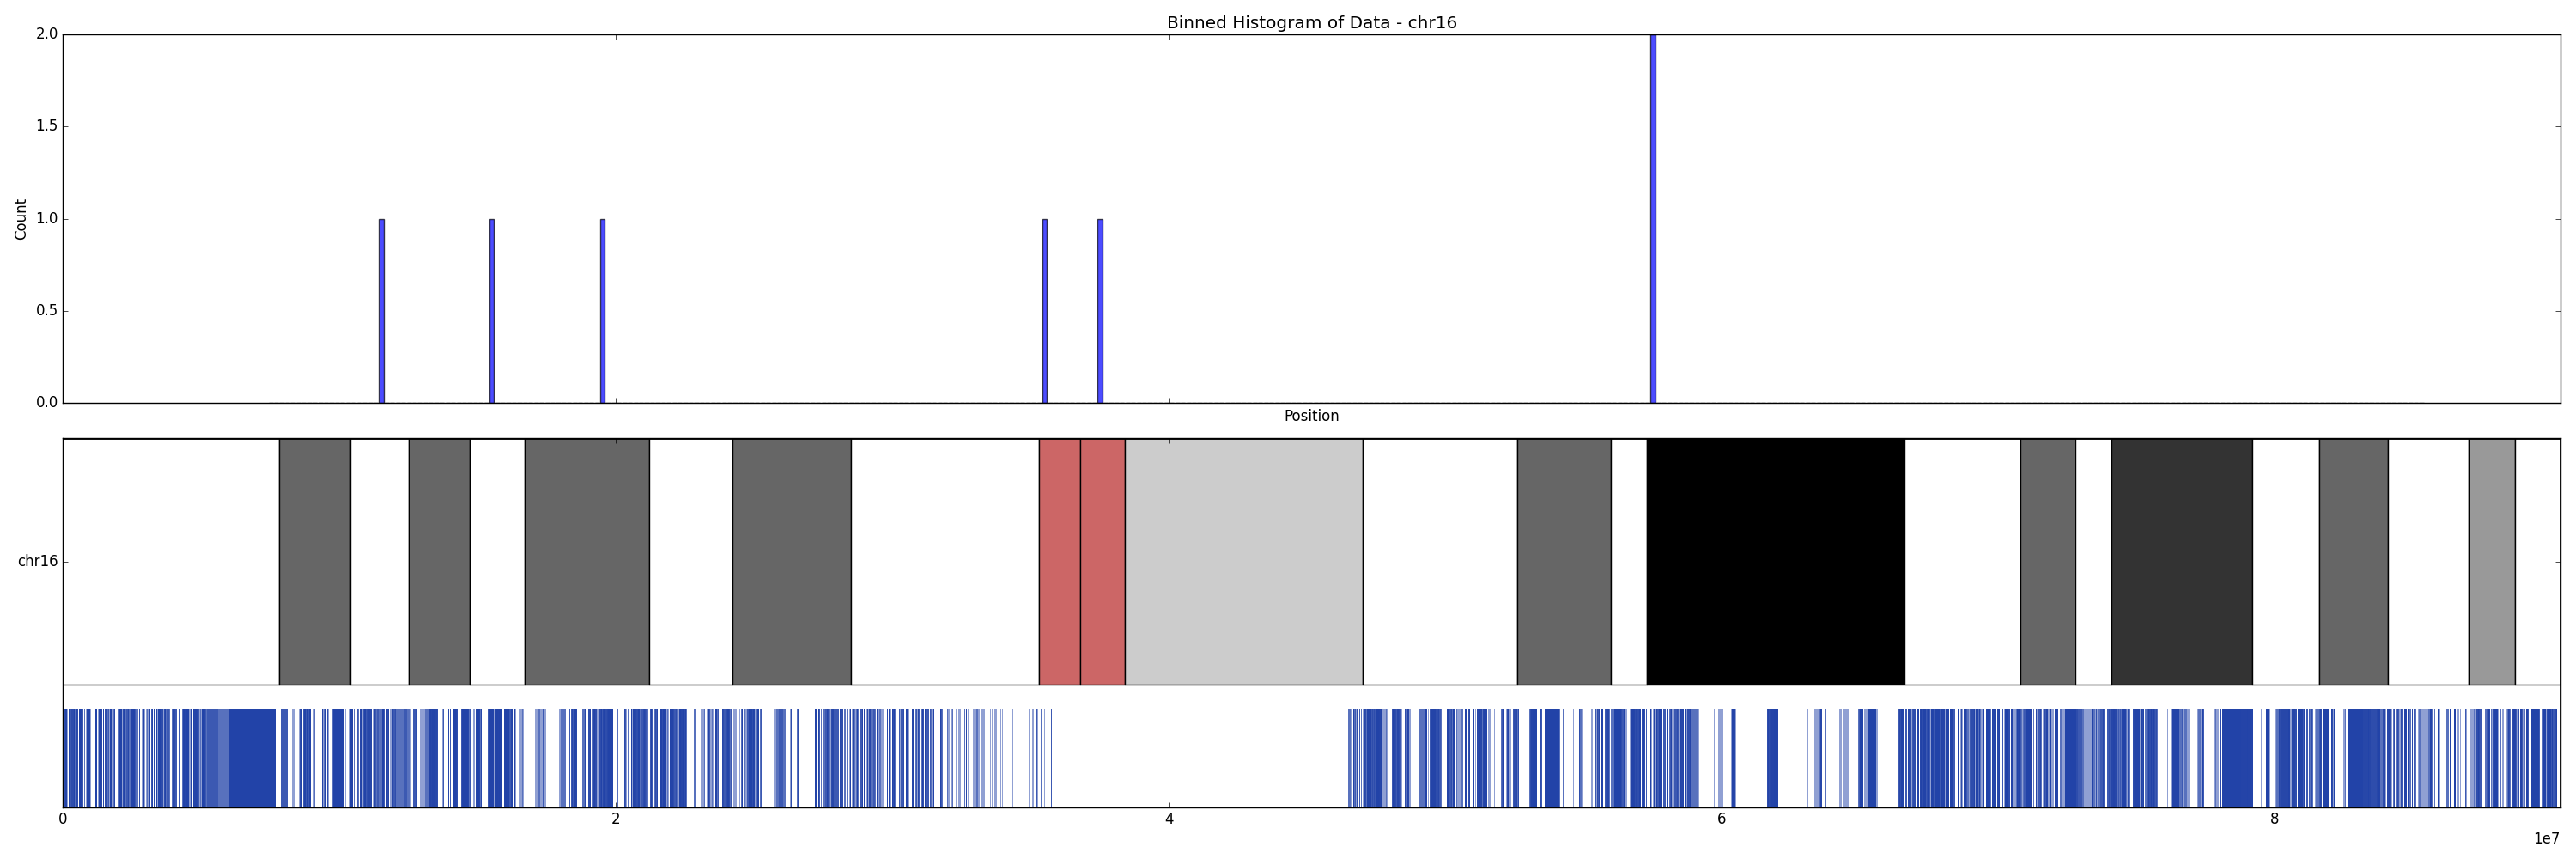 Binned Histogram of Data - chr16
2.0
1.5
1.0
0.5
0.0
Count
Position
chr16
0 2 4 6 8
1e7